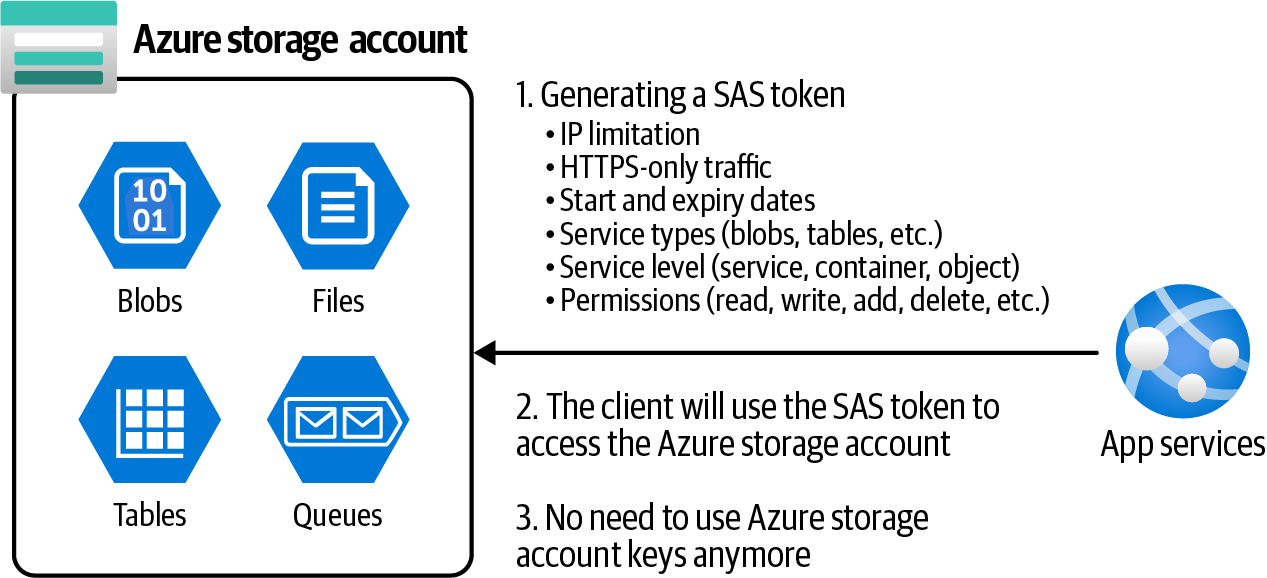 Azure storage account
10
01
Blobs
Files
Tables
Queues
1. Generating a SAS token
• IP limitation
• HTTPS-only traffic
• Start and expiry dates
• Service types (blobs, tables, etc.)
• Service level (service, container, object)
• Permissions (read, write, add, delete, etc.)
2. The client will use the SAS token to
access the Azure storage account
3. No need to use Azure storage
account keys anymore
App services